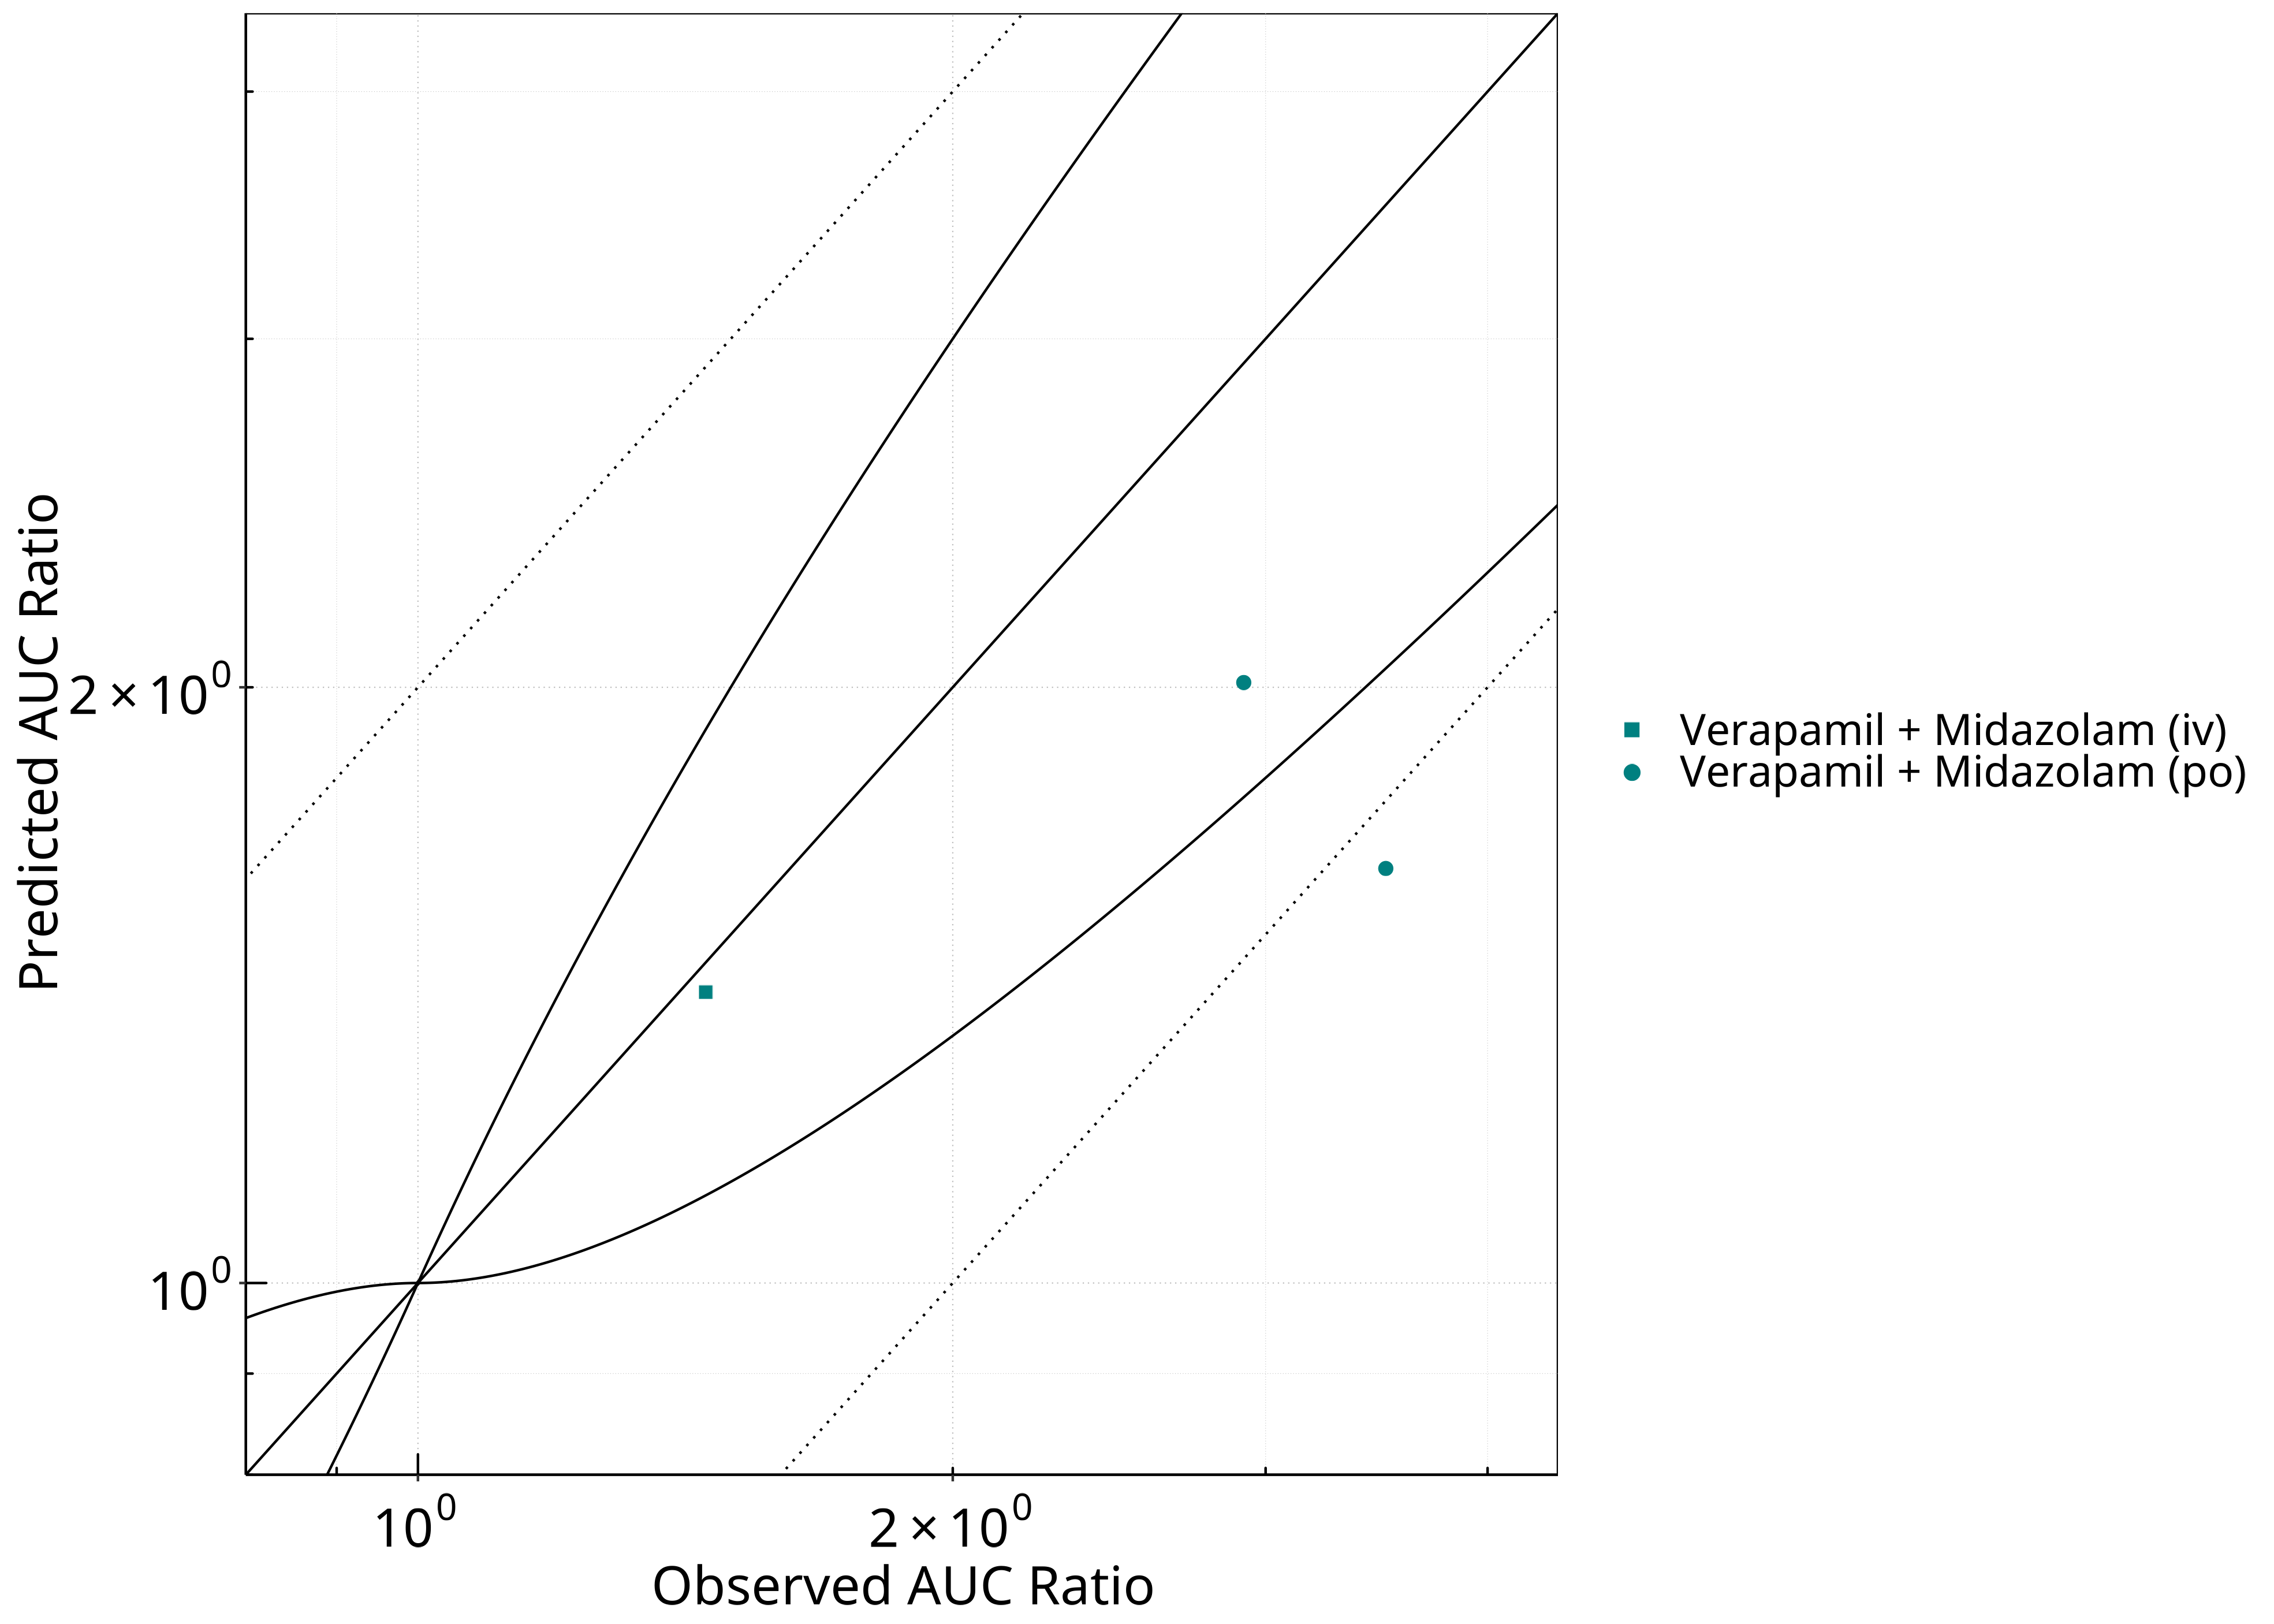 Predicted AUC Ratio
2 × 10⁰
10⁰
10⁰
2 × 10⁰
Observed AUC Ratio
Verapamil + Midazolam (iv)
Verapamil + Midazolam (po)